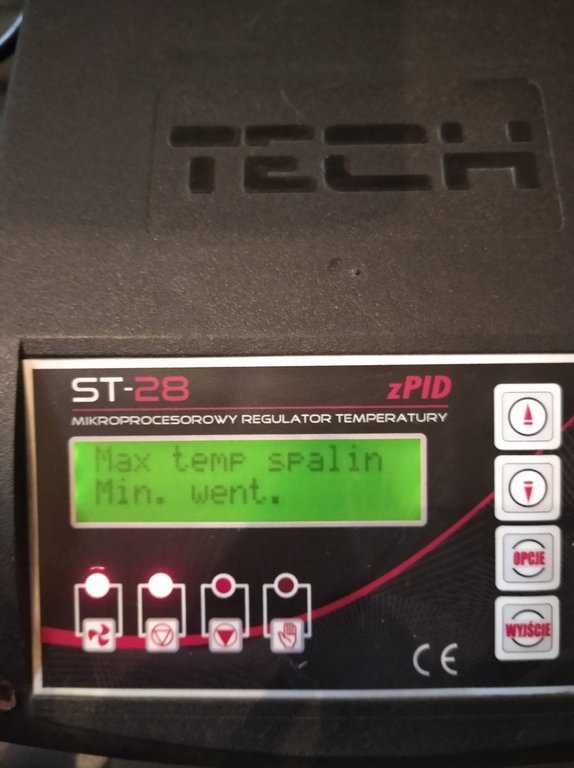 TECH
ST-28
zPID
MIKROPROCESOROWY REGULATOR TEMPERATURY
Max temp spalin
Min. went.
OPCJE
WYJŚCIE
CE